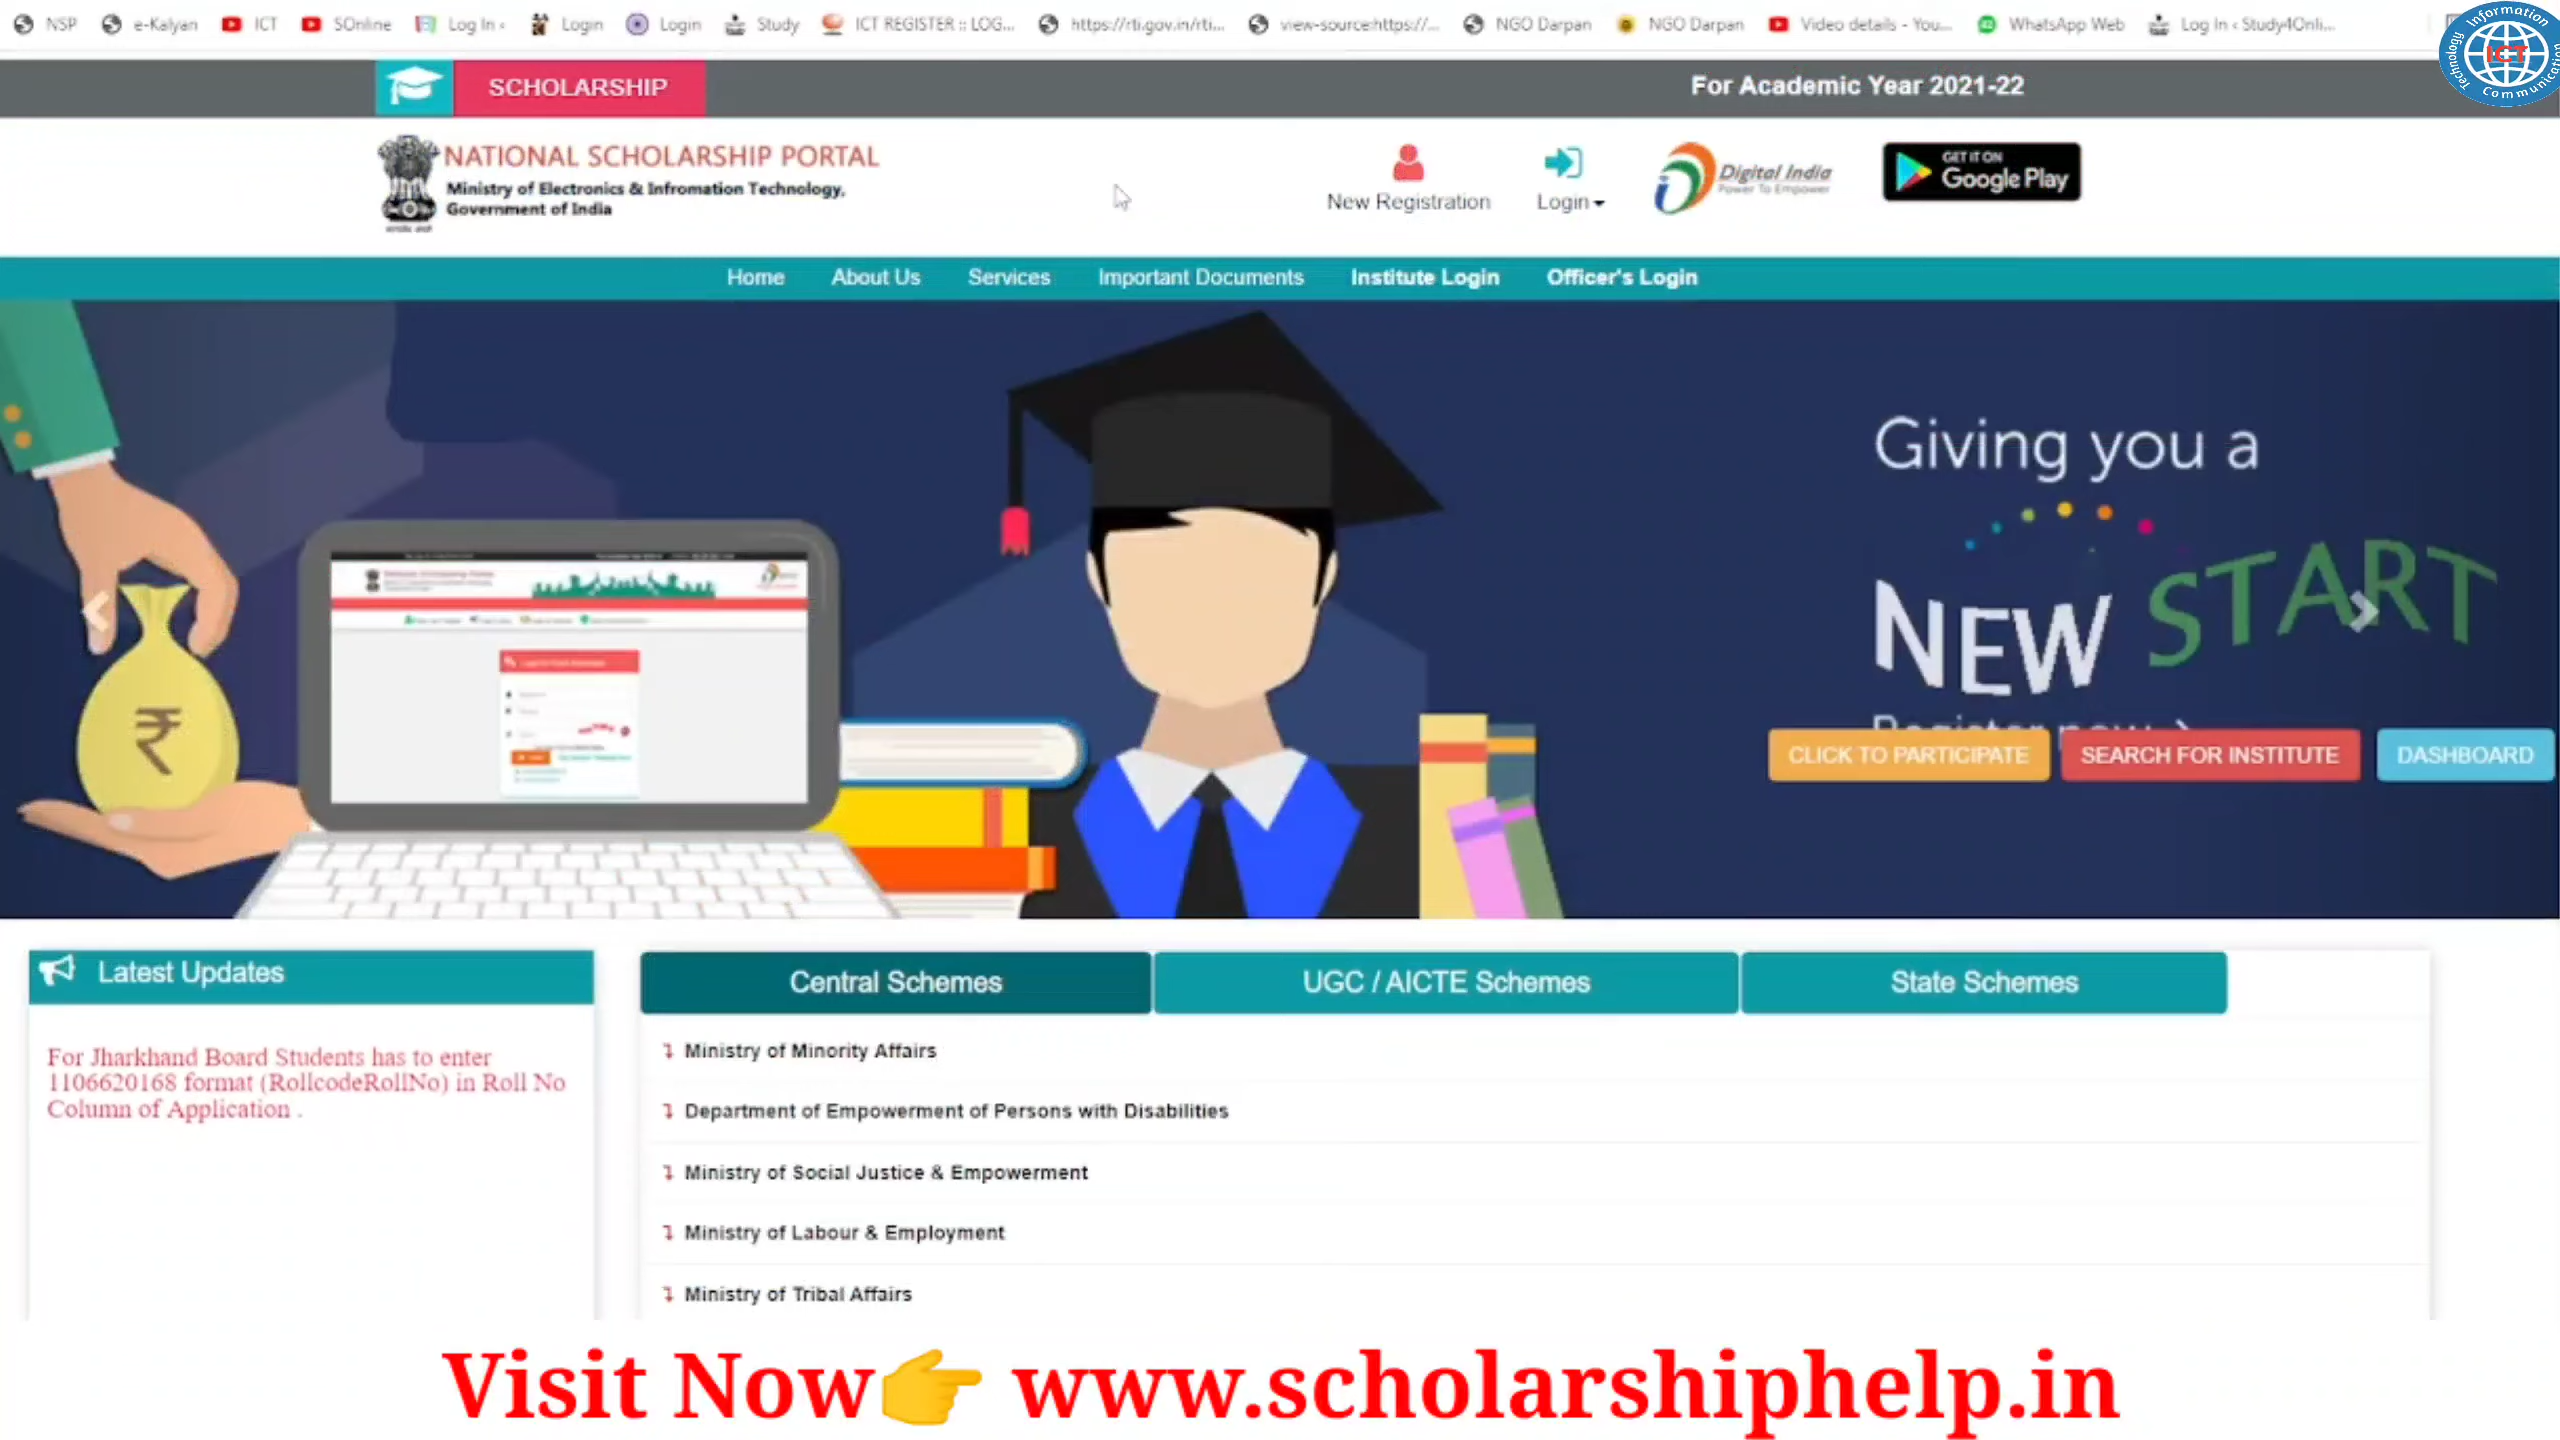 NSP e-Kalyan ICT SOnline Log In ‹ Login Login Study ICT REGISTER :: LOG... https://rti.gov.in/rti... view-source:https://... NGO Darpan NGO Darpan Video details - You... WhatsApp Web Log In ‹ Study4Onli...
Information
ICT
Communication
Technology
SCHOLARSHIP
For Academic Year 2021-22
NATIONAL SCHOLARSHIP PORTAL
Ministry of Electronics & Infromation Technology,
Government of India
New Registration
Login
Digital India
Power To Empower
GET IT ON
Google Play
Home About Us Services Important Documents Institute Login Officer's Login
Giving you a
NEW START
Register now
₹
CLICK TO PARTICIPATE SEARCH FOR INSTITUTE DASHBOARD
Latest Updates
For Jharkhand Board Students has to enter
1106620168 format (RollcodeRollNo) in Roll No
Column of Application .
Central Schemes UGC / AICTE Schemes State Schemes
Ministry of Minority Affairs
Department of Empowerment of Persons with Disabilities
Ministry of Social Justice & Empowerment
Ministry of Labour & Employment
Ministry of Tribal Affairs
Visit Now👉 www.scholarshiphelp.in